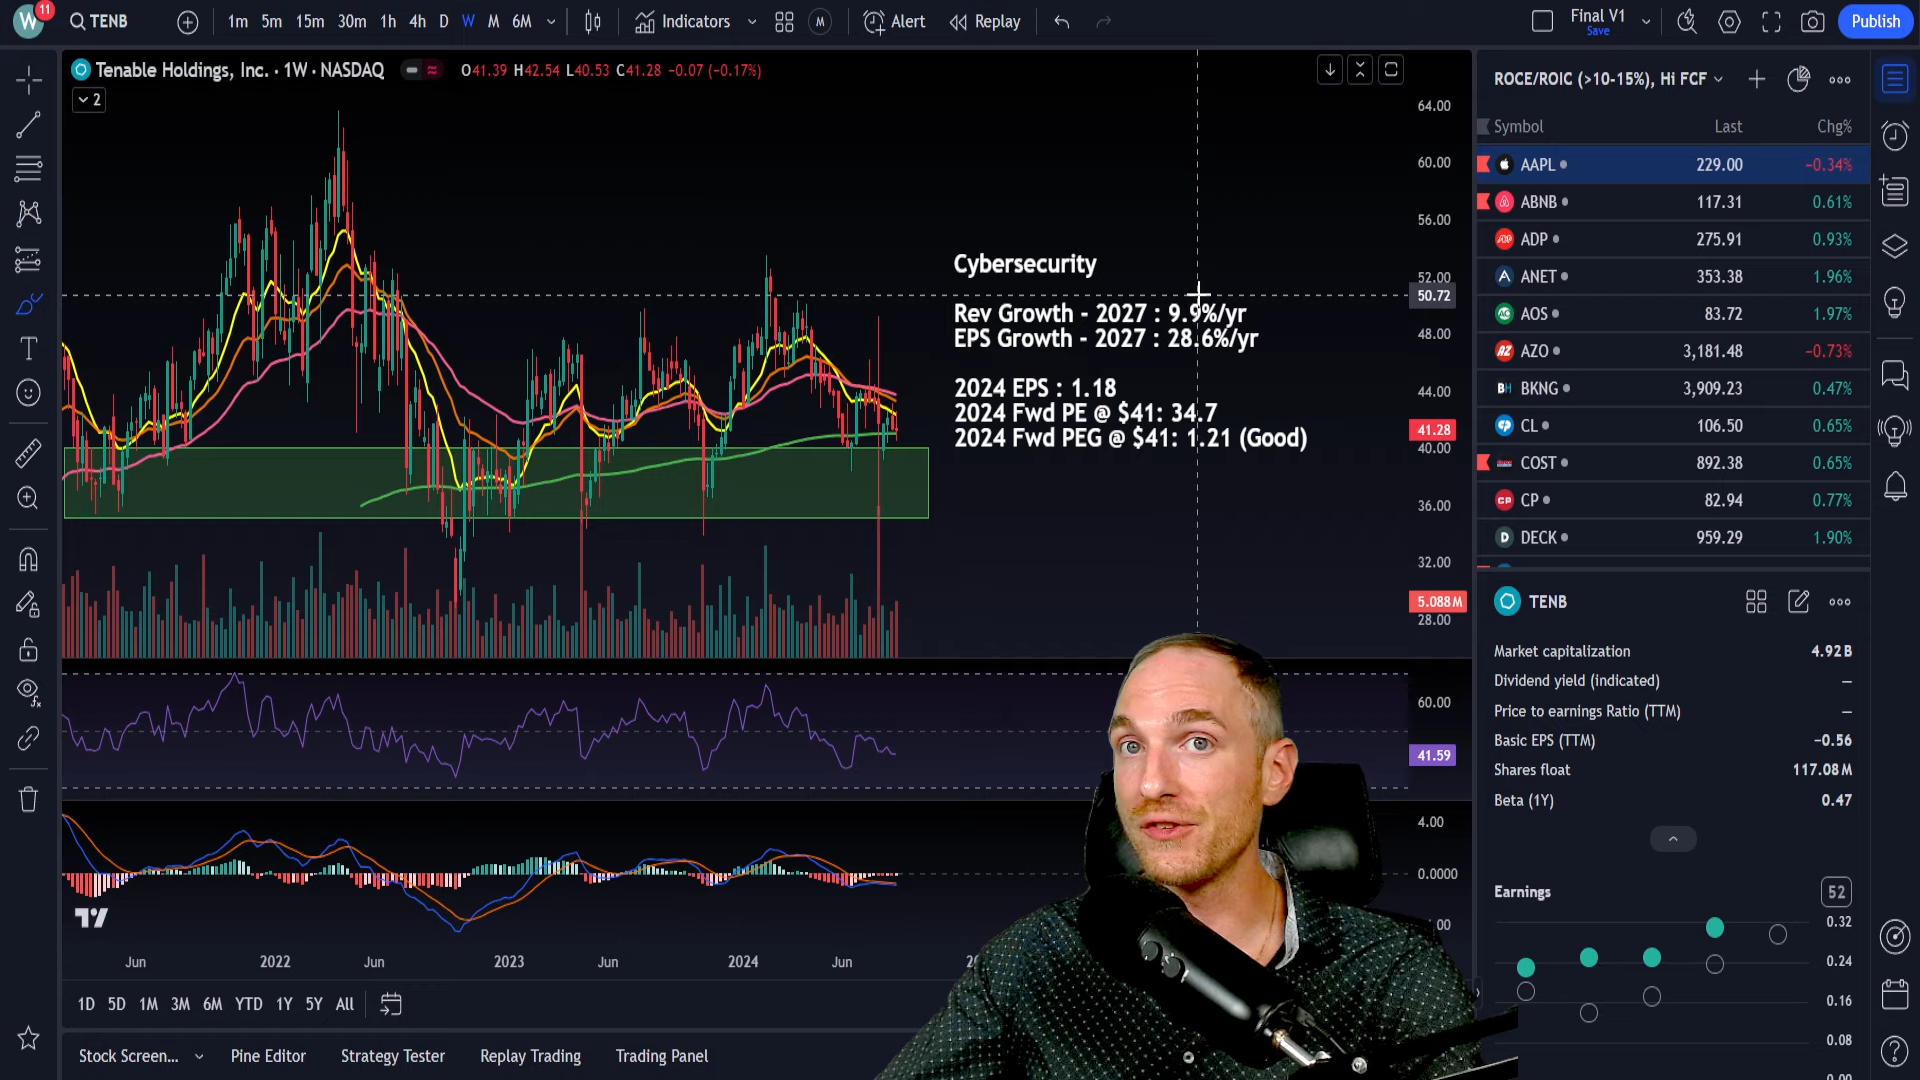 W 11 TENB 1m 5m 15m 30m 1h 4h D W M 6M Indicators M Alert Replay Final V1 Save Publish
Tenable Holdings, Inc. · 1W · NASDAQ O41.39 H42.54 L40.53 C41.28 −0.07 (−0.17%)
2
64.00
60.00
56.00
52.00
50.72
48.00
44.00
41.28
40.00
36.00
32.00
5.088M
28.00
Cybersecurity
Rev Growth - 2027 : 9.9%/yr
EPS Growth - 2027 : 28.6%/yr
2024 EPS : 1.18
2024 Fwd PE @ $41: 34.7
2024 Fwd PEG @ $41: 1.21 (Good)
60.00
41.59
4.00
0.0000
Jun 2022 Jun 2023 Jun 2024 Jun
1D 5D 1M 3M 6M YTD 1Y 5Y All
Stock Screen... Pine Editor Strategy Tester Replay Trading Trading Panel
ROCE/ROIC (>10-15%), Hi FCF
Symbol Last Chg%
AAPL 229.00 −0.34%
ABNB 117.31 0.61%
ADP 275.91 0.93%
ANET 353.38 1.96%
AOS 83.72 1.97%
AZO 3,181.48 −0.73%
BKNG 3,909.23 0.47%
CL 106.50 0.65%
COST 892.38 0.65%
CP 82.94 0.77%
DECK 959.29 1.90%
TENB
Market capitalization 4.92B
Dividend yield (indicated) —
Price to earnings Ratio (TTM) —
Basic EPS (TTM) −0.56
Shares float 117.08M
Beta (1Y) 0.47
Earnings 52
0.32
0.24
0.16
0.08